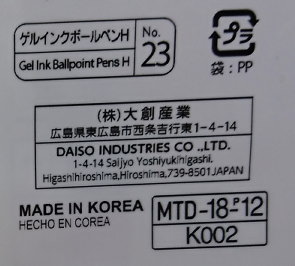 ゲルインクボールペンH
Gel Ink Ballpoint Pens H
No.
23
プラ
袋:PP
(株)大創産業
広島県東広島市西条吉行東1-4-14
DAISO INDUSTRIES CO .,LTD.
1-4-14 Saijyo Yoshiyukihigashi.
Higashihiroshima,Hiroshima,739-8501JAPAN
MADE IN KOREA
HECHO EN COREA
MTD-18-P12
K002